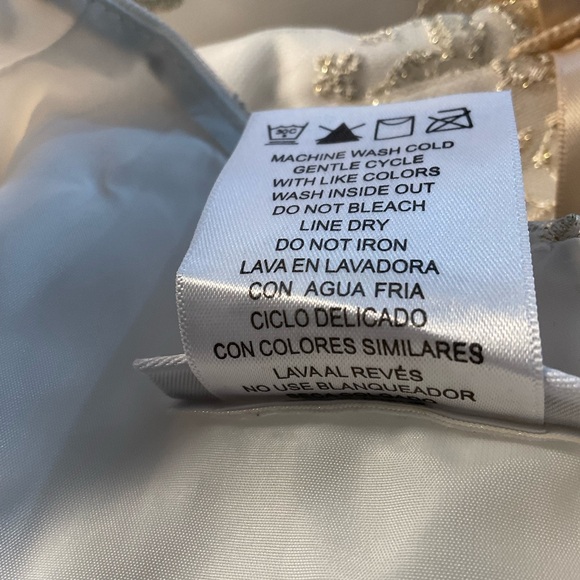 30C
MACHINE WASH COLD
GENTLE CYCLE
WITH LIKE COLORS
WASH INSIDE OUT
DO NOT BLEACH
LINE DRY
DO NOT IRON
LAVA EN LAVADORA
CON AGUA FRIA
CICLO DELICADO
CON COLORES SIMILARES
LAVA AL REVÉS
NO USE BLANQUEADOR